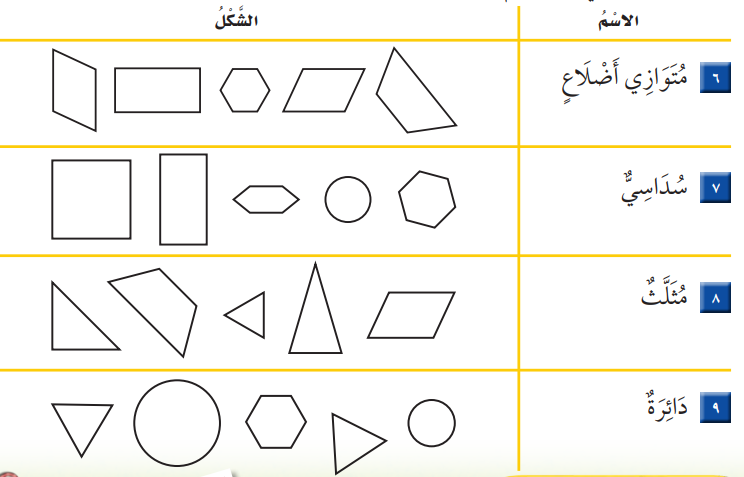 الاسْمُ الشَّكْلُ
٦ مُتَوَازِي أَضْلَاعٍ
٧ سُدَاسِيٌّ
٨ مُثَلَّثٌ
٩ دَائِرَةٌ